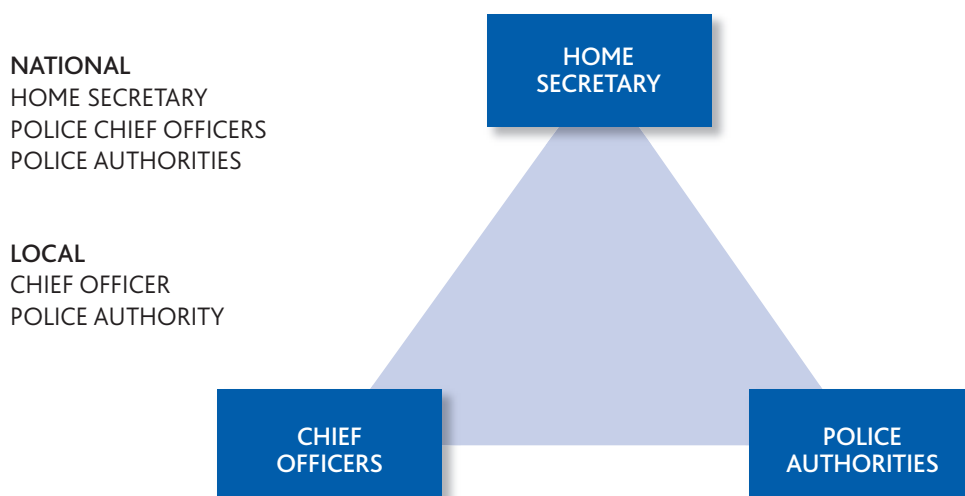 NATIONAL
HOME SECRETARY
POLICE CHIEF OFFICERS
POLICE AUTHORITIES
LOCAL
CHIEF OFFICER
POLICE AUTHORITY
HOME
SECRETARY
CHIEF
OFFICERS
POLICE
AUTHORITIES